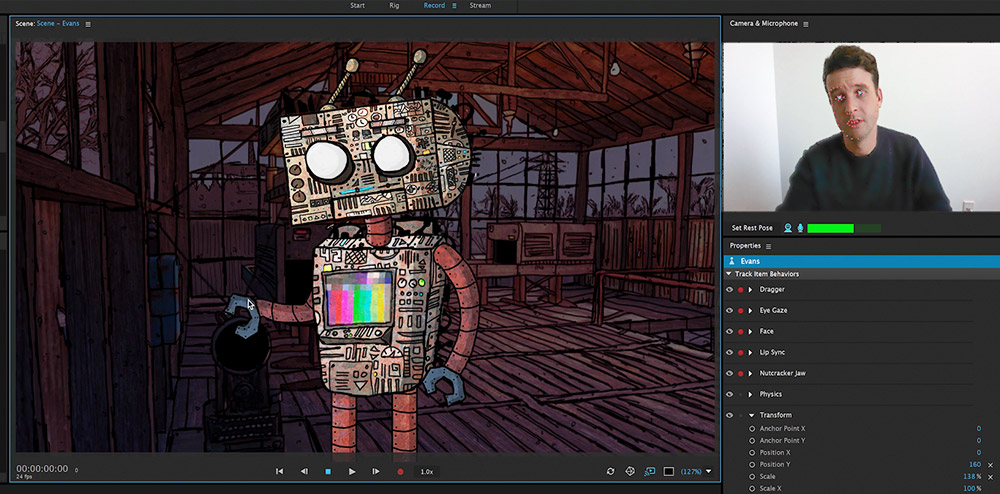 Start Rig Record Stream
Scene: Scene – Evans
Camera & Microphone
Set Rest Pose
Properties
Evans
Track Item Behaviors
Dragger
Eye Gaze
Face
Lip Sync
Nutcracker Jaw
Physics
Transform
Anchor Point X 0
Anchor Point Y 0
Position X 0
Position Y 160
Scale 138 %
Scale X 100 %
00:00:00:00 0
24 fps
1.0x
(127%)